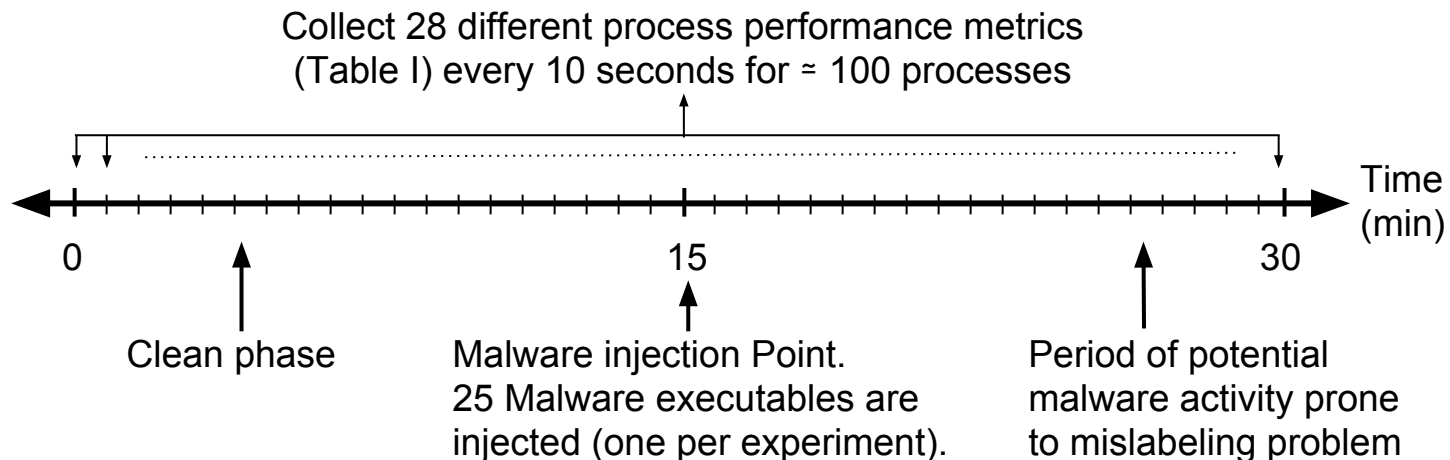 Collect 28 different process performance metrics
(Table I) every 10 seconds for ≃ 100 processes
Time
(min)
0
15
30
Clean phase
Malware injection Point.
25 Malware executables are
injected (one per experiment).
Period of potential
malware activity prone
to mislabeling problem